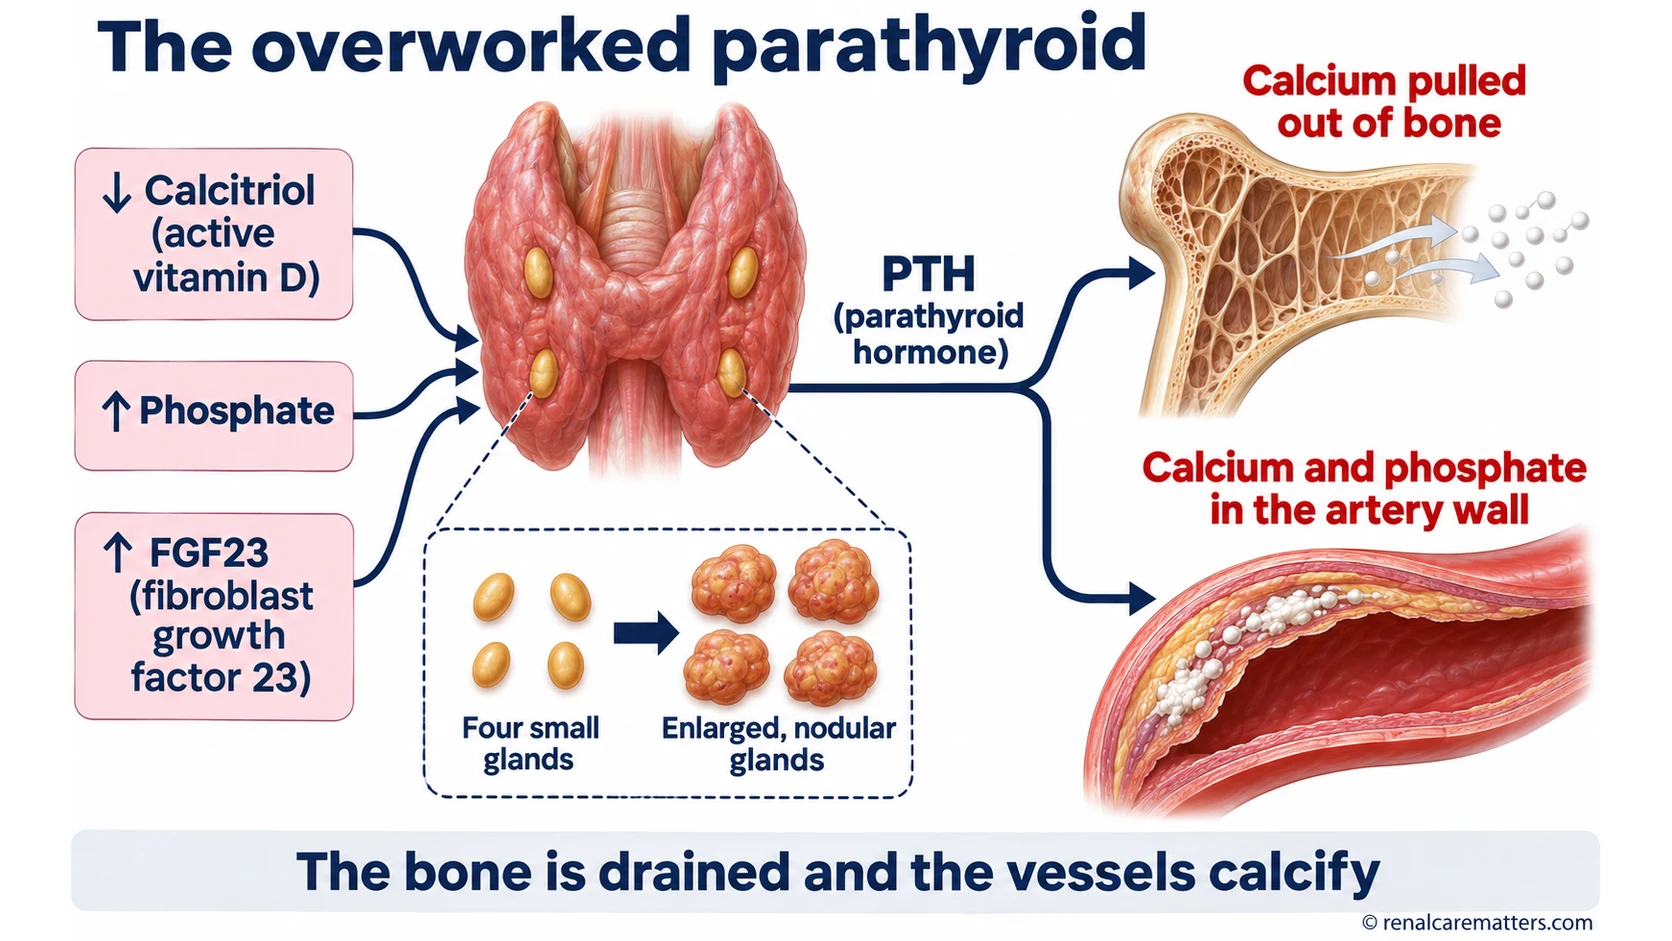 The overworked parathyroid
↓ Calcitriol
(active
vitamin D)
↑ Phosphate
↑ FGF23
(fibroblast
growth
factor 23)
PTH
(parathyroid
hormone)
Calcium pulled
out of bone
Calcium and phosphate
in the artery wall
Four small
glands
Enlarged, nodular
glands
The bone is drained and the vessels calcify
© renalcarematters.com